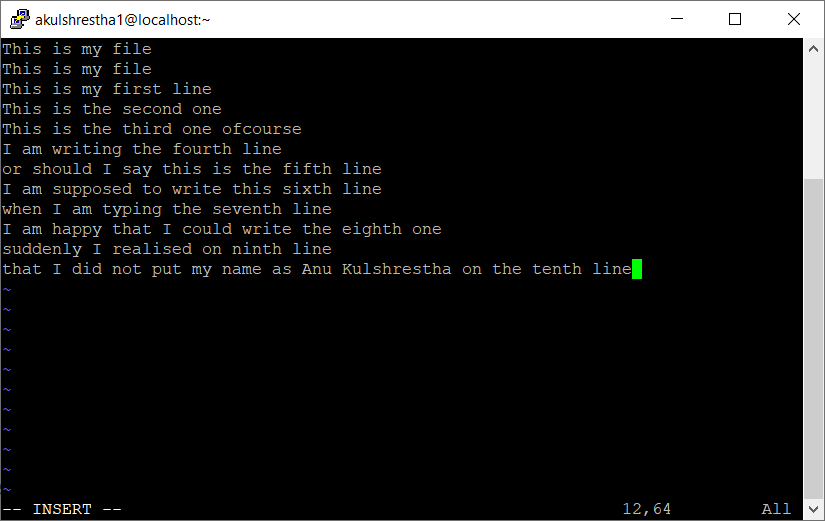 akulshrestha1@localhost:~
This is my file
This is my file
This is my first line
This is the second one
This is the third one ofcourse
I am writing the fourth line
or should I say this is the fifth line
I am supposed to write this sixth line
when I am typing the seventh line
I am happy that I could write the eighth one
suddenly I realised on ninth line
that I did not put my name as Anu Kulshrestha on the tenth line
~
~
~
~
~
~
~
~
~
~
~
-- INSERT -- 12,64 All